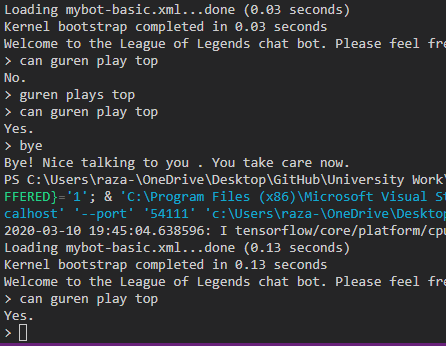 Loading mybot-basic.xml...done (0.03 seconds)
Kernel bootstrap completed in 0.03 seconds
Welcome to the League of Legends chat bot. Please feel fre
> can guren play top
No.
> guren plays top
> can guren play top
Yes.
> bye
Bye! Nice talking to you . You take care now.
PS C:\Users\raza-\OneDrive\Desktop\GitHub\University Work\
FFERED}='1'; & 'C:\Program Files (x86)\Microsoft Visual St
calhost' '--port' '54111' 'c:\Users\raza-\OneDrive\Desktop
2020-03-10 19:45:04.638596: I tensorflow/core/platform/cpu
Loading mybot-basic.xml...done (0.13 seconds)
Kernel bootstrap completed in 0.13 seconds
Welcome to the League of Legends chat bot. Please feel fre
> can guren play top
Yes.
>